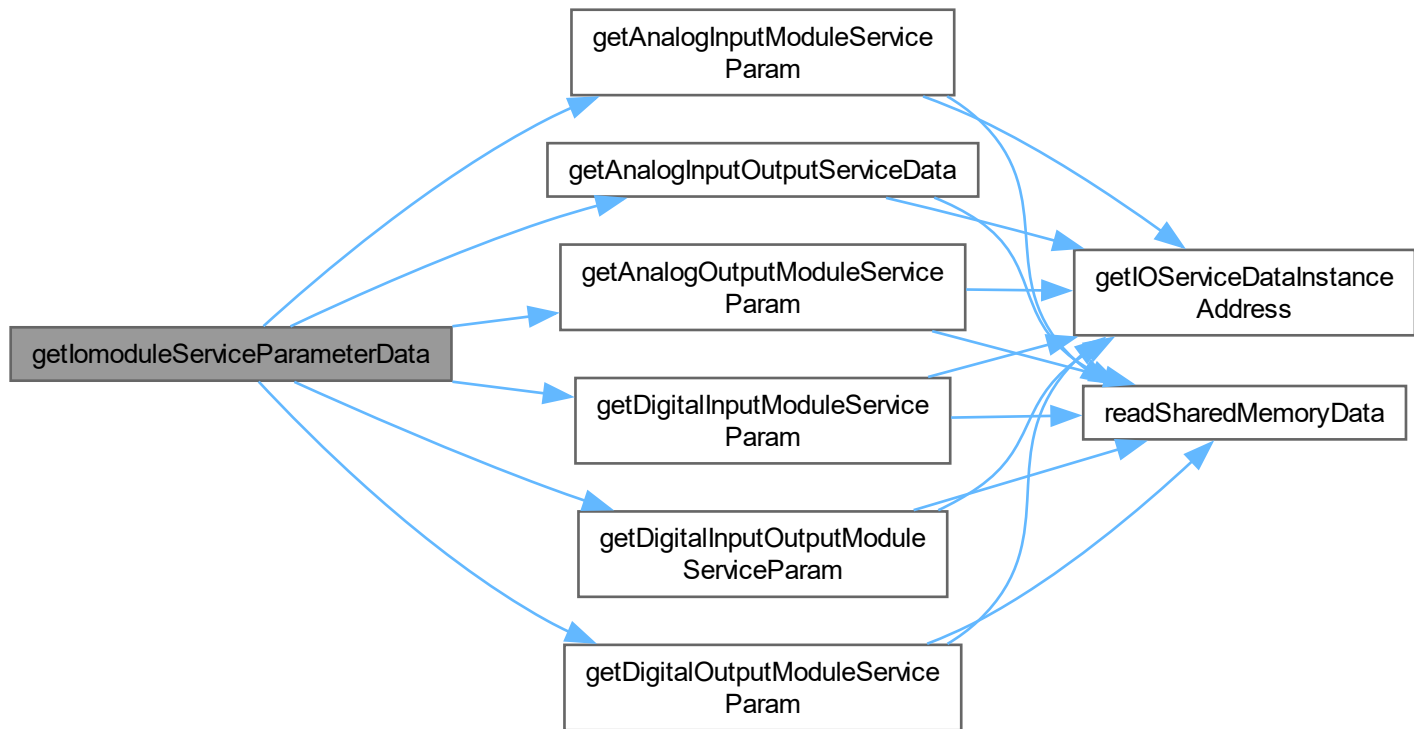 getAnalogInputModuleService
Param
getAnalogInputOutputServiceData
getAnalogOutputModuleService
Param
getIOServiceDataInstance
Address
getIomoduleServiceParameterData
getDigitalInputModuleService
Param
readSharedMemoryData
getDigitalInputOutputModule
ServiceParam
getDigitalOutputModuleService
Param